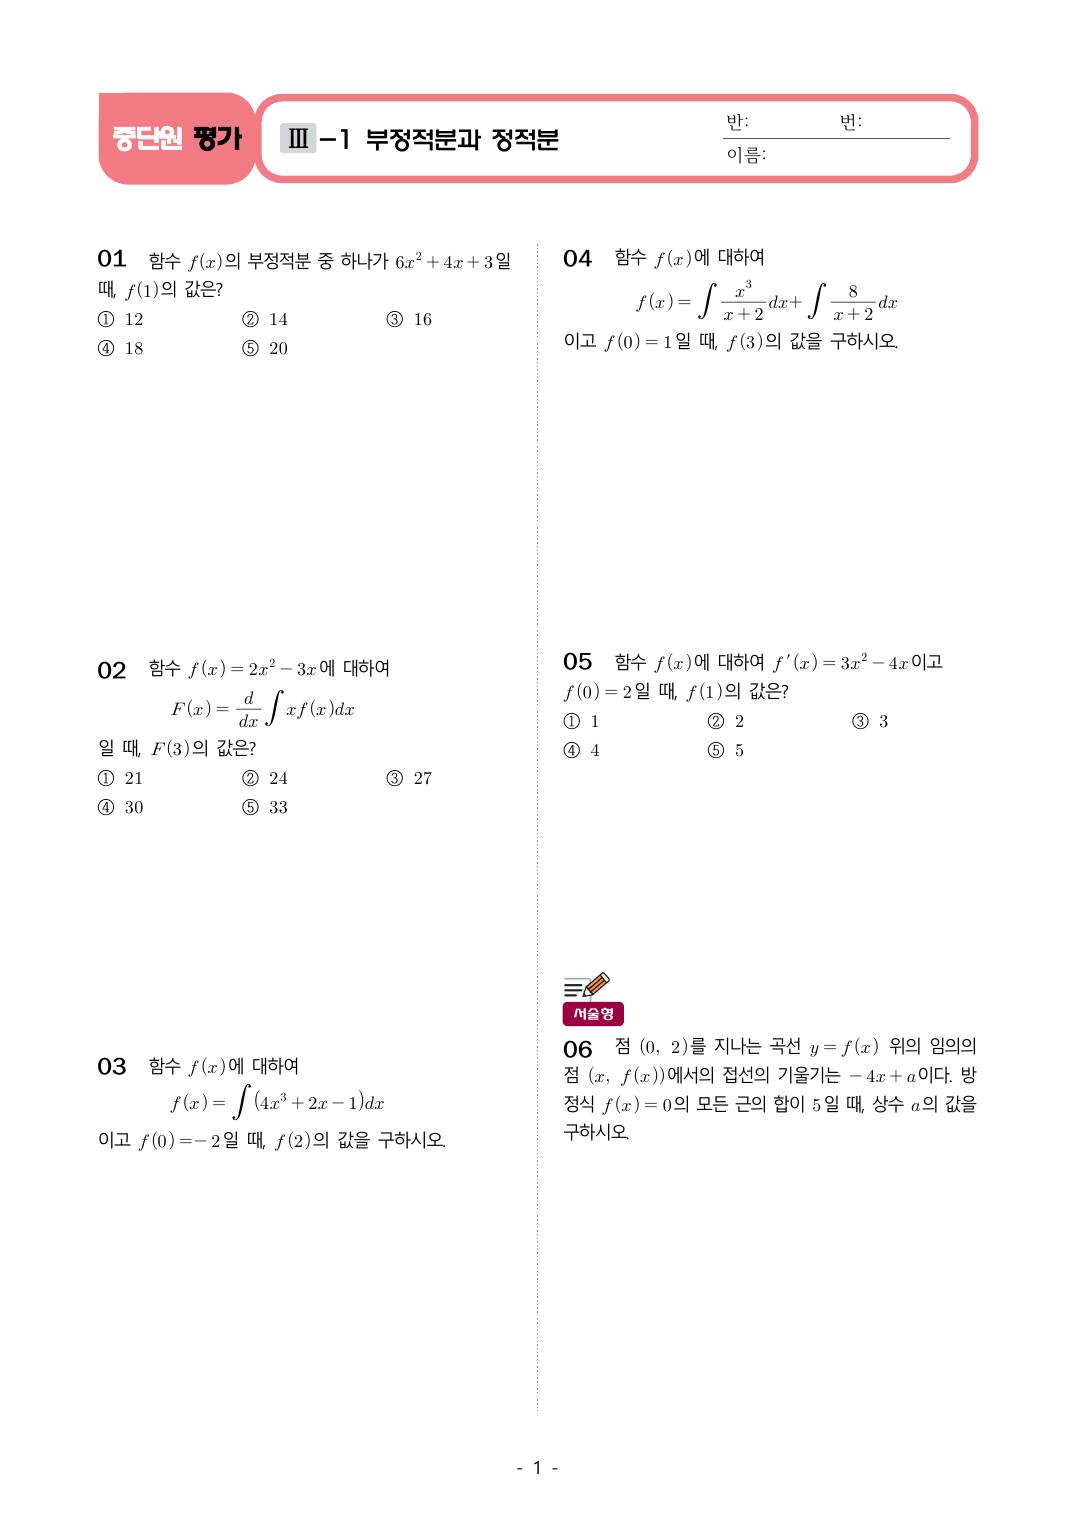 중단원 평가
Ⅲ-1 부정적분과 정적분
반: 번:
이름:
01 함수 f(x)의 부정적분 중 하나가 6x²+4x+3일
때, f(1)의 값은?
① 12 ② 14 ③ 16
④ 18 ⑤ 20
02 함수 f(x)=2x²-3x에 대하여
F(x)= d/dx ∫ xf(x)dx
일 때, F(3)의 값은?
① 21 ② 24 ③ 27
④ 30 ⑤ 33
03 함수 f(x)에 대하여
f(x)= ∫ (4x³+2x-1)dx
이고 f(0)=-2일 때, f(2)의 값을 구하시오.
04 함수 f(x)에 대하여
f(x)= ∫ x³/(x+2) dx+ ∫ 8/(x+2) dx
이고 f(0)=1일 때, f(3)의 값을 구하시오.
05 함수 f(x)에 대하여 f′(x)=3x²-4x이고
f(0)=2일 때, f(1)의 값은?
① 1 ② 2 ③ 3
④ 4 ⑤ 5
서술형
06 점 (0, 2)를 지나는 곡선 y=f(x) 위의 임의의
점 (x, f(x))에서의 접선의 기울기는 -4x+a이다. 방
정식 f(x)=0의 모든 근의 합이 5일 때, 상수 a의 값을
구하시오.
- 1 -